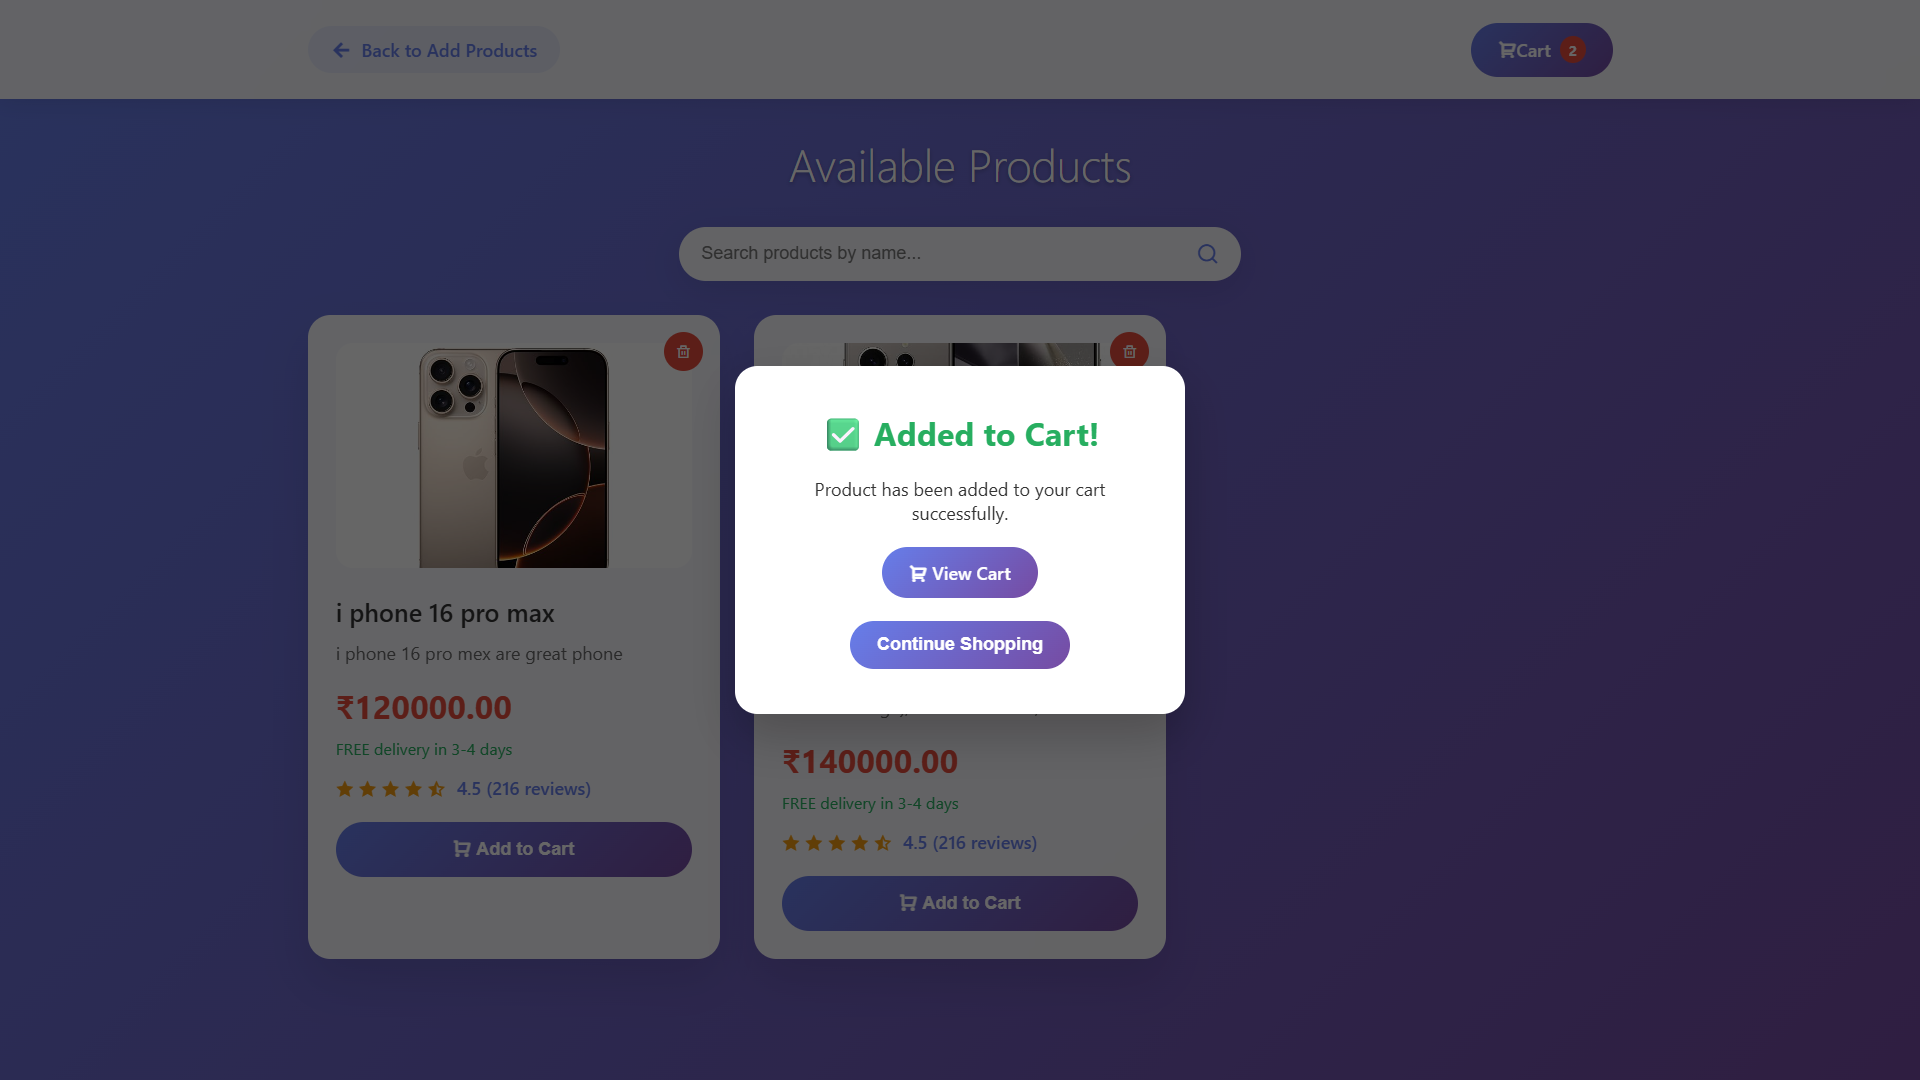 Back to Add Products
Cart 2
Available Products
Search products by name...
✅ Added to Cart!
Product has been added to your cart
successfully.
View Cart
Continue Shopping
i phone 16 pro max
i phone 16 pro mex are great phone
₹120000.00
FREE delivery in 3-4 days
4.5 (216 reviews)
Add to Cart
₹140000.00
FREE delivery in 3-4 days
4.5 (216 reviews)
Add to Cart